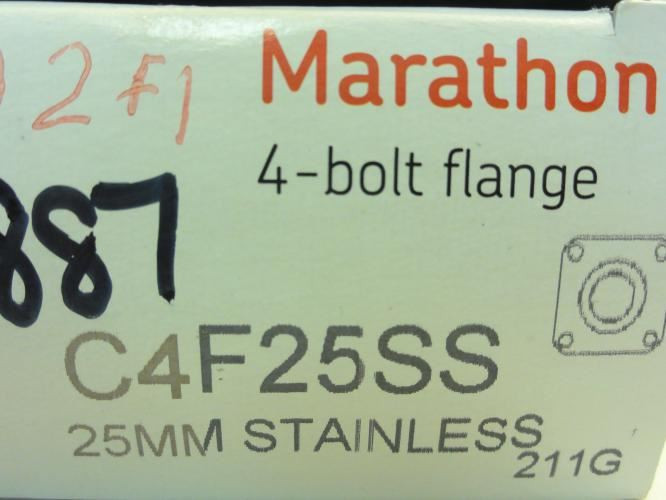 2F1
Marathon
4-bolt flange
887
C4F25SS
25MM STAINLESS
211G